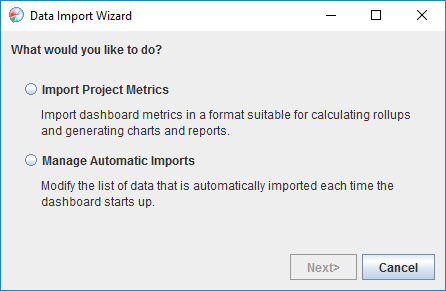 Data Import Wizard
What would you like to do?
Import Project Metrics
Import dashboard metrics in a format suitable for calculating rollups
and generating charts and reports.
Manage Automatic Imports
Modify the list of data that is automatically imported each time the
dashboard starts up.
Next>
Cancel